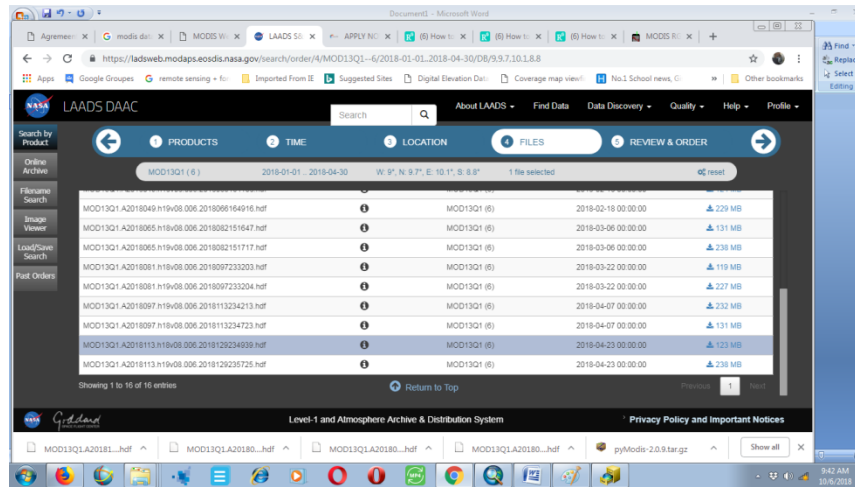 Document1 - Microsoft Word
Agreement
G modis dat
MODIS W
LAADS S
APPLY NO
(6) How to
(6) How to
(6) How to
MODIS R
https://ladsweb.modaps.eosdis.nasa.gov/search/order/4/MOD13Q1--6/2018-01-01..2018-04-30/DB/9,9.7,10.1,8.8
Apps
Google Groupes
remote sensing + for
Imported From IE
Suggested Sites
Digital Elevation Data
Coverage map viewfi
No.1 School news, G
»
Other bookmarks
Find
Replac
Select
Editing
NASA
LAADS DAAC
Search
About LAADS
Find Data
Data Discovery
Quality
Help
Profile
Search by
Product
Online
Archive
Filename
Search
Image
Viewer
Load/Save
Search
Past Orders
1 PRODUCTS
2 TIME
3 LOCATION
4 FILES
5 REVIEW & ORDER
MOD13Q1 (6) 2018-01-01 .. 2018-04-30 W: 9°, N: 9.7°, E: 10.1°, S: 8.8° 1 file selected reset
MOD13Q1.A2018049.h19v08.006.2018066164916.hdf MOD13Q1 (6) 2018-02-18 00:00:00 229 MB
MOD13Q1.A2018065.h18v08.006.2018082151647.hdf MOD13Q1 (6) 2018-03-06 00:00:00 131 MB
MOD13Q1.A2018065.h19v08.006.2018082151717.hdf MOD13Q1 (6) 2018-03-06 00:00:00 238 MB
MOD13Q1.A2018081.h18v08.006.2018097233203.hdf MOD13Q1 (6) 2018-03-22 00:00:00 119 MB
MOD13Q1.A2018081.h19v08.006.2018097233204.hdf MOD13Q1 (6) 2018-03-22 00:00:00 227 MB
MOD13Q1.A2018097.h19v08.006.2018113234213.hdf MOD13Q1 (6) 2018-04-07 00:00:00 232 MB
MOD13Q1.A2018097.h18v08.006.2018113234723.hdf MOD13Q1 (6) 2018-04-07 00:00:00 131 MB
MOD13Q1.A2018113.h18v08.006.2018129234939.hdf MOD13Q1 (6) 2018-04-23 00:00:00 123 MB
MOD13Q1.A2018113.h19v08.006.2018129235725.hdf MOD13Q1 (6) 2018-04-23 00:00:00 238 MB
Showing 1 to 16 of 16 entries
Return to Top
Previous 1 Next
NASA Goddard
Level-1 and Atmosphere Archive & Distribution System
Privacy Policy and Important Notices
MOD13Q1.A20181....hdf
MOD13Q1.A20180....hdf
MOD13Q1.A20180....hdf
MOD13Q1.A20180....hdf
pyModis-2.0.9.tar.gz
Show all
9:42 AM
10/6/2018